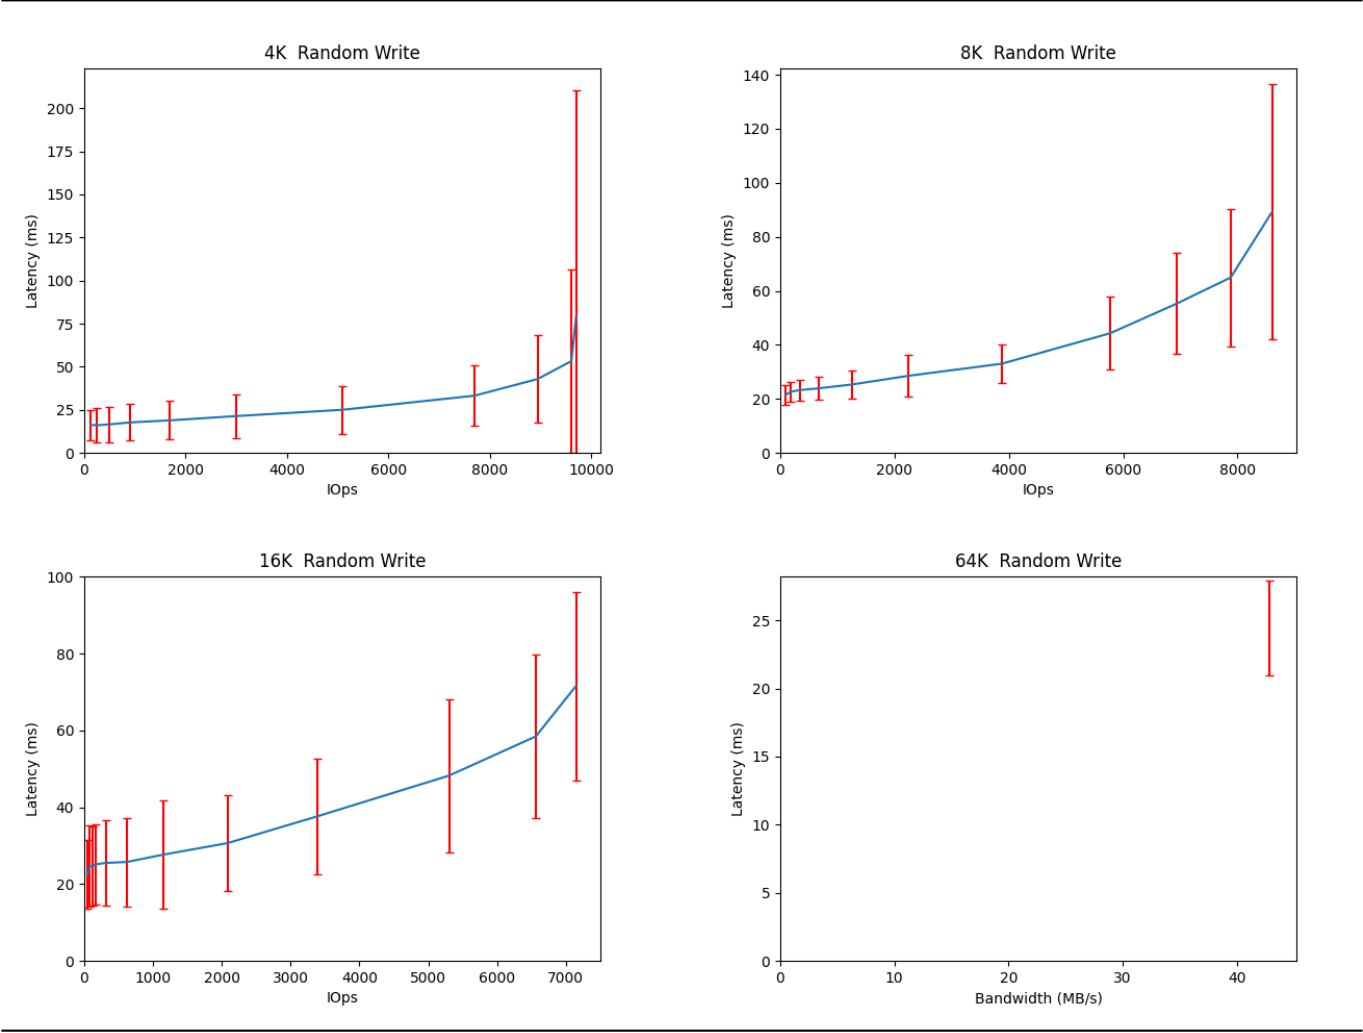 4K  Random Write
Latency (ms)
200
175
150
125
100
75
50
25
0
0 2000 4000 6000 8000 10000
IOps
8K  Random Write
Latency (ms)
140
120
100
80
60
40
20
0
0 2000 4000 6000 8000
IOps
16K  Random Write
Latency (ms)
100
80
60
40
20
0
0 1000 2000 3000 4000 5000 6000 7000
IOps
64K  Random Write
Latency (ms)
25
20
15
10
5
0
0 10 20 30 40
Bandwidth (MB/s)